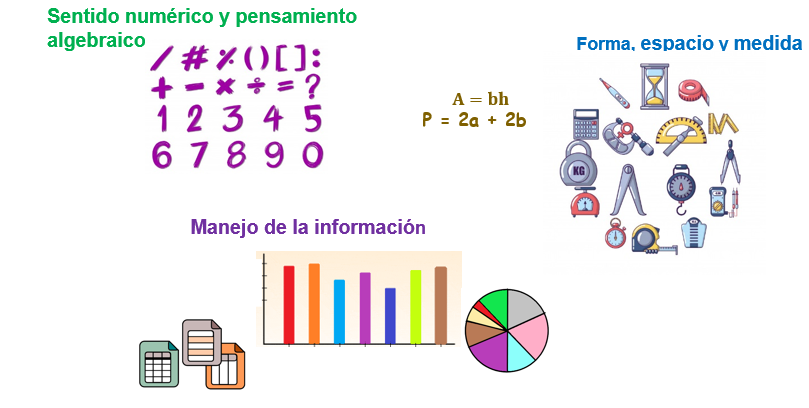 Sentido numérico y pensamiento
algebraico
/ # % ( ) [ ] :
+ - × ÷ = ?
1 2 3 4 5
6 7 8 9 0
A = bh
P = 2a + 2b
Forma, espacio y medida
KG
Manejo de la información